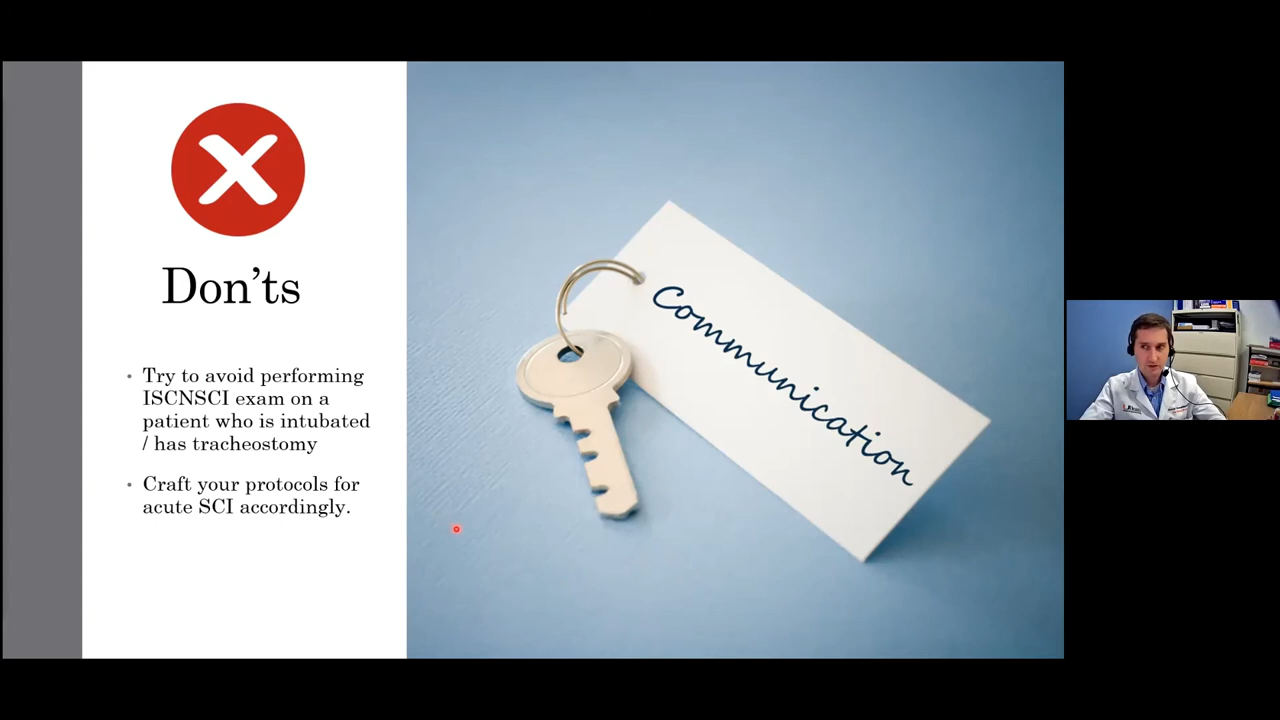 Don'ts
• Try to avoid performing
ISCNSCI exam on a
patient who is intubated
/ has tracheostomy
• Craft your protocols for
acute SCI accordingly.
Communication